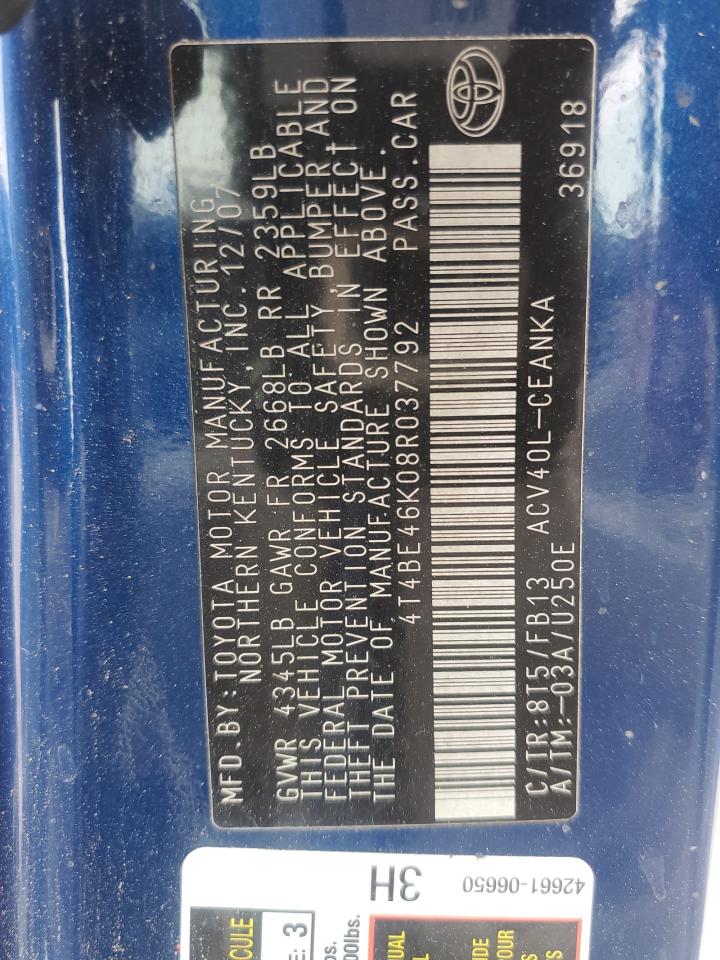 MFD.BY:TOYOTA MOTOR MANUFACTURING
NORTHERN KENTUCKY INC.12/07
GVWR 4345LB GAWR FR 2668LB RR 2359LB
THIS VEHICLE CONFORMS TO ALL APPLICABLE
FEDERAL MOTOR VEHICLE SAFETY, BUMPER, AND
THEFT PREVENTION STANDARDS IN EFFECT ON
THE DATE OF MANUFACTURE SHOWN ABOVE.
4T4BE46K08R037792 PASS.CAR
C/TR:8T5/FB13 ACV40L-CEANKA 36918
A/TM:-03A/U250E
42661-06650
3H